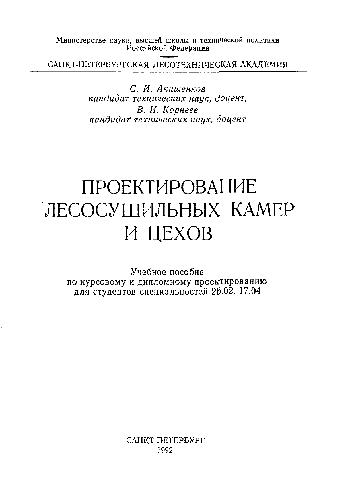 Министерство науки, высшей школы и технической политики
Российской Федерации
САНКТ-ПЕТЕРБУРГСКАЯ ЛЕСОТЕХНИЧЕСКАЯ АКАДЕМИЯ
С. И. Акишенков
кандидат технических наук, доцент,
В. И. Корнеев
кандидат технических наук, доцент
ПРОЕКТИРОВАНИЕ
ЛЕСОСУШИЛЬНЫХ КАМЕР
И ЦЕХОВ
Учебное пособие
по курсовому и дипломному проектированию
для студентов специальностей 26.02, 17.04
САНКТ-ПЕТЕРБУРГ
1992